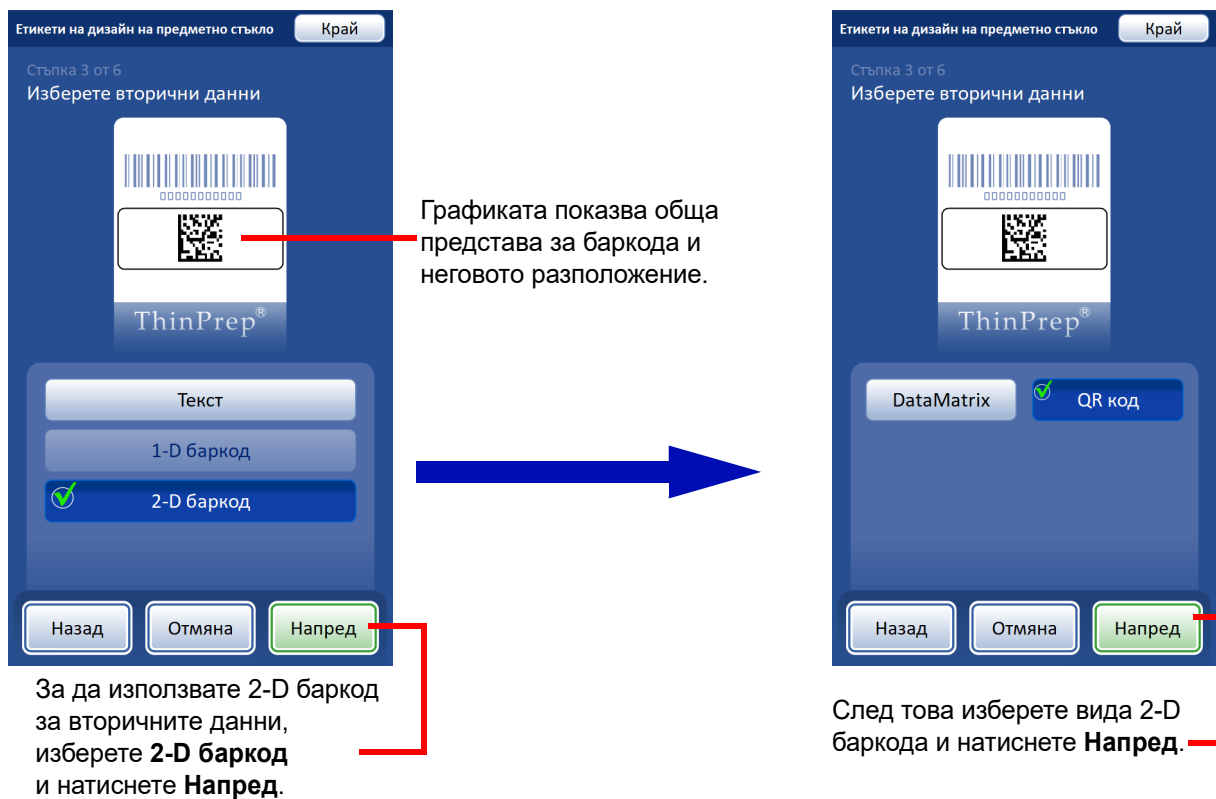 Етикети на дизайн на предметно стъкло
Край
Стъпка 3 от 6
Изберете вторични данни
00000000000
ThinPrep®
Текст
1-D баркод
2-D баркод
Назад
Отмяна
Напред
Графиката показва обща
представа за баркода и
неговото разположение.
За да използвате 2-D баркод
за вторичните данни,
изберете 2-D баркод
и натиснете Напред.
Етикети на дизайн на предметно стъкло
Край
Стъпка 3 от 6
Изберете вторични данни
00000000000
ThinPrep®
DataMatrix
QR код
Назад
Отмяна
Напред
След това изберете вида 2-D
баркода и натиснете Напред.